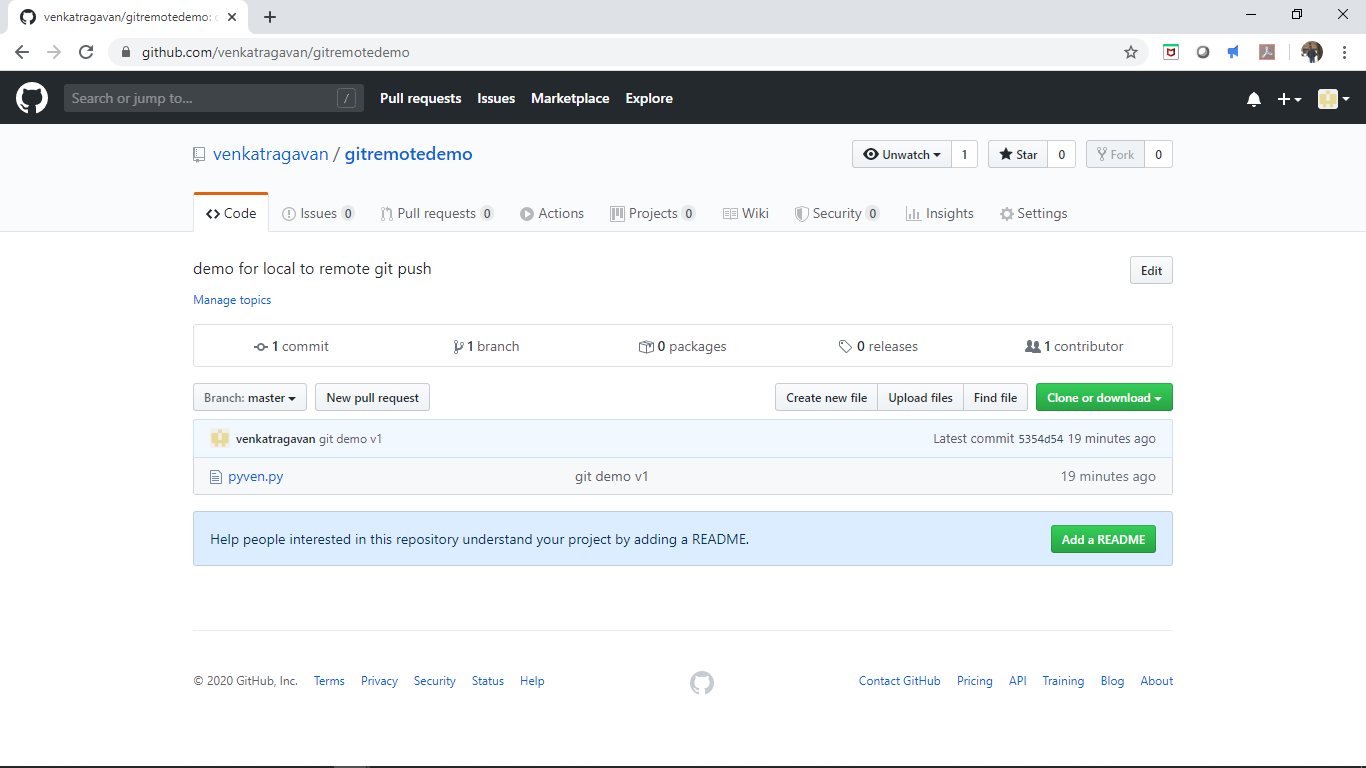 venkatragavan/gitremotedemo:
github.com/venkatragavan/gitremotedemo
Search or jump to... / Pull requests Issues Marketplace Explore
venkatragavan / gitremotedemo Unwatch 1 Star 0 Fork 0
Code Issues 0 Pull requests 0 Actions Projects 0 Wiki Security 0 Insights Settings
demo for local to remote git push Edit
Manage topics
1 commit 1 branch 0 packages 0 releases 1 contributor
Branch: master New pull request Create new file Upload files Find file Clone or download
venkatragavan git demo v1 Latest commit 5354d54 19 minutes ago
pyven.py git demo v1 19 minutes ago
Help people interested in this repository understand your project by adding a README. Add a README
© 2020 GitHub, Inc. Terms Privacy Security Status Help Contact GitHub Pricing API Training Blog About